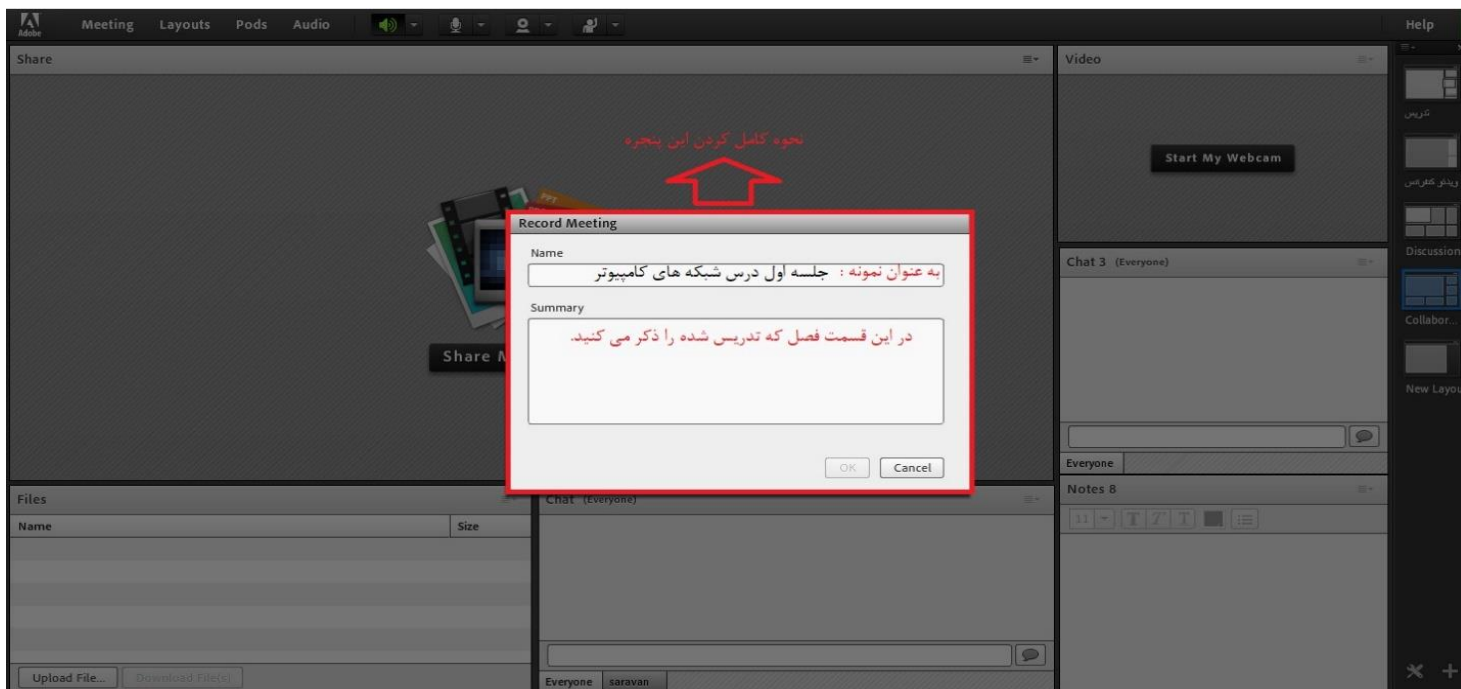 Adobe
Meeting Layouts Pods Audio Help
Share
Video
نحوه کامل کردن این پنجره
Start My Webcam
Record Meeting
Name
به عنوان نمونه : جلسه اول درس شبکه های کامپیوتر
Summary
در این قسمت فصل که تدریس شده را ذکر می کنید.
OK Cancel
Share M
PPT
Chat 3 (Everyone)
Everyone
Notes 8
11 T T T
Files
Name Size
Upload File... Download File(s)
Chat (Everyone)
Everyone saravan
تدریس
ویدئو کنفرانس
Discussion
Collabor...
New Layou